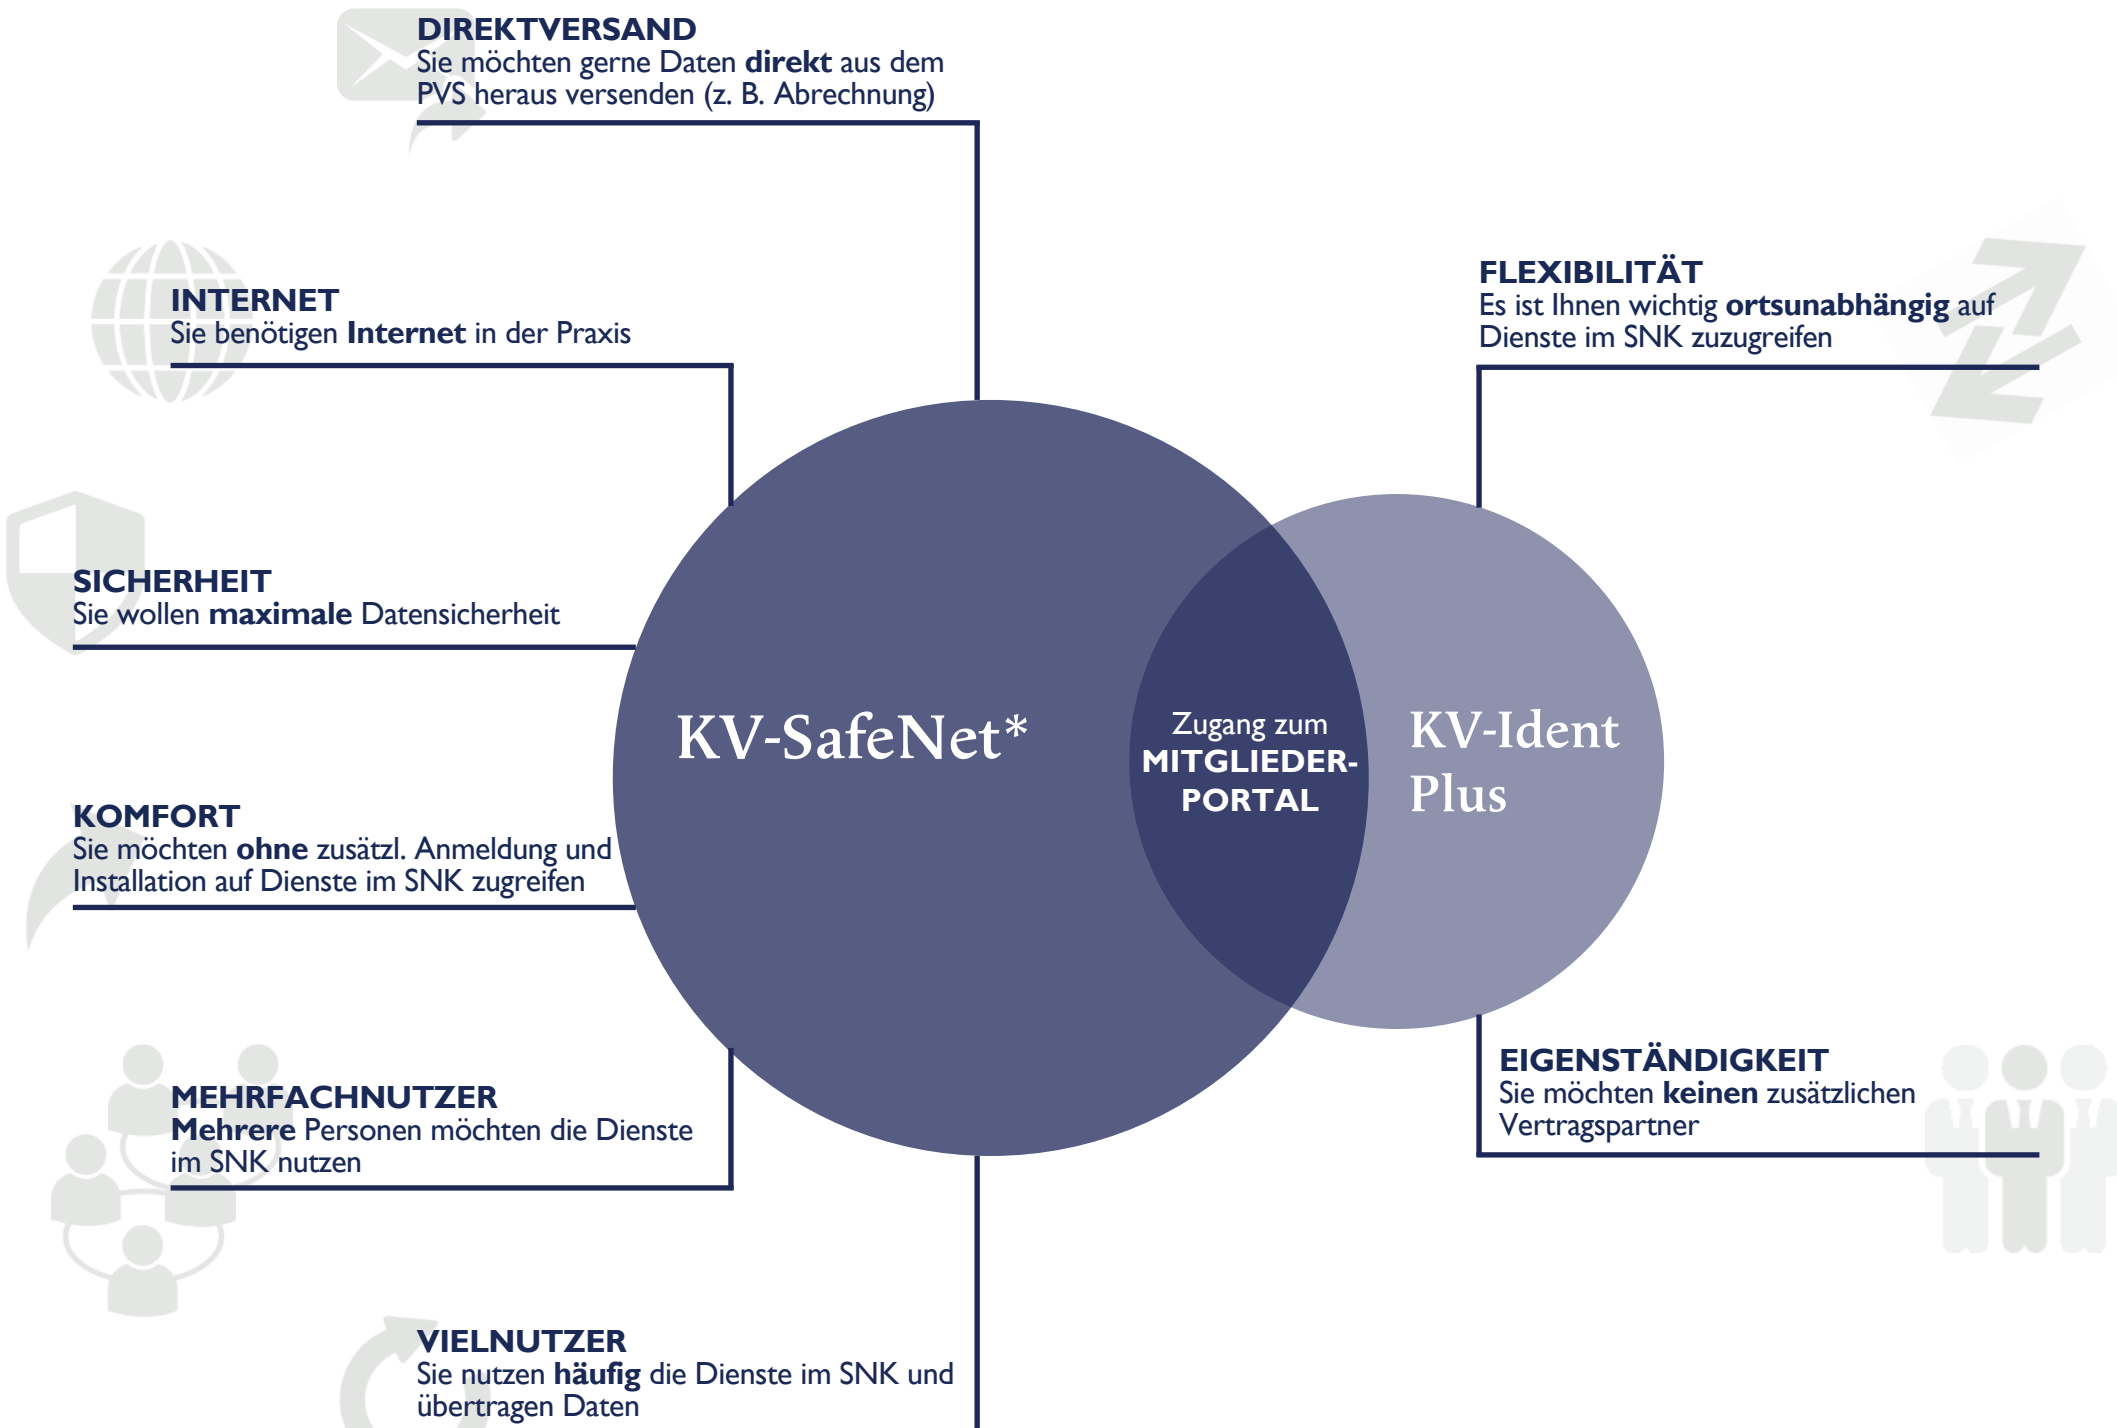 DIREKTVERSAND
Sie möchten gerne Daten direkt aus dem
PVS heraus versenden (z. B. Abrechnung)
INTERNET
Sie benötigen Internet in der Praxis
FLEXIBILITÄT
Es ist Ihnen wichtig ortsunabhängig auf
Dienste im SNK zuzugreifen
SICHERHEIT
Sie wollen maximale Datensicherheit
KV-SafeNet*
Zugang zum
MITGLIEDER-
PORTAL
KV-Ident
Plus
KOMFORT
Sie möchten ohne zusätzl. Anmeldung und
Installation auf Dienste im SNK zugreifen
MEHRFACHNUTZER
Mehrere Personen möchten die Dienste
im SNK nutzen
EIGENSTÄNDIGKEIT
Sie möchten keinen zusätzlichen
Vertragspartner
VIELNUTZER
Sie nutzen häufig die Dienste im SNK und
übertragen Daten